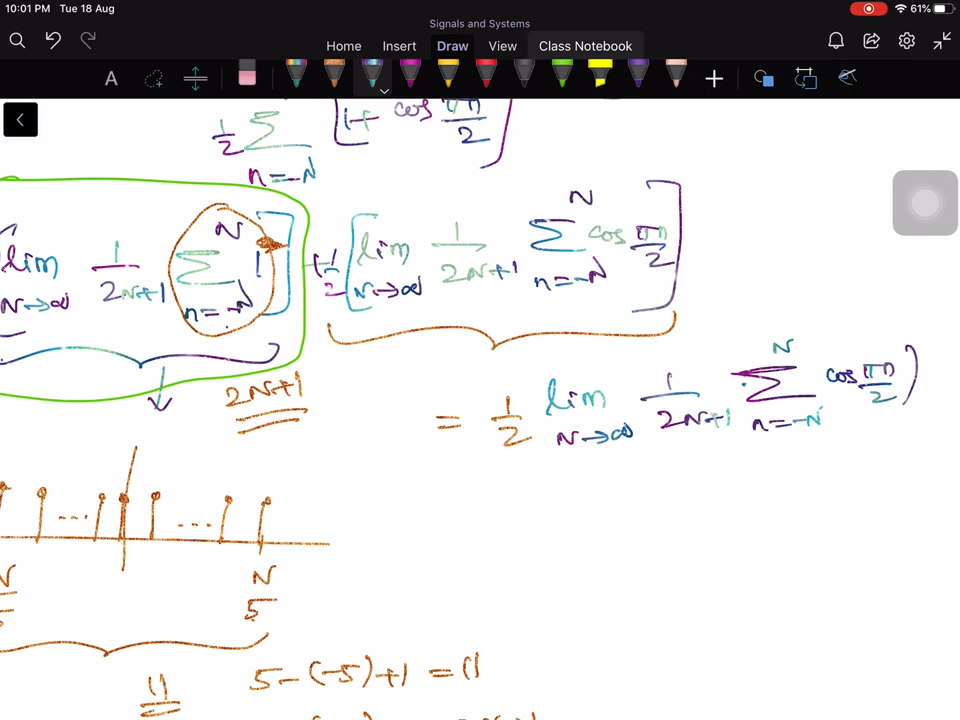 10:01 PM Tue 18 Aug
61%
Signals and Systems
Home Insert Draw View Class Notebook
A
1/2 Σ n=-N [1+ cos πn/2]
lim N→∞ 1/2N+1 Σ N n=-N 1] + 1/2 [lim N→∞ 1/2N+1 Σ N n=-N cos πn/2]
2N+1
= 1/2 lim N→∞ 1/2N+1 Σ N n=-N cos πn/2)
... ...
N
5
11
5-(-5)+1 = 11